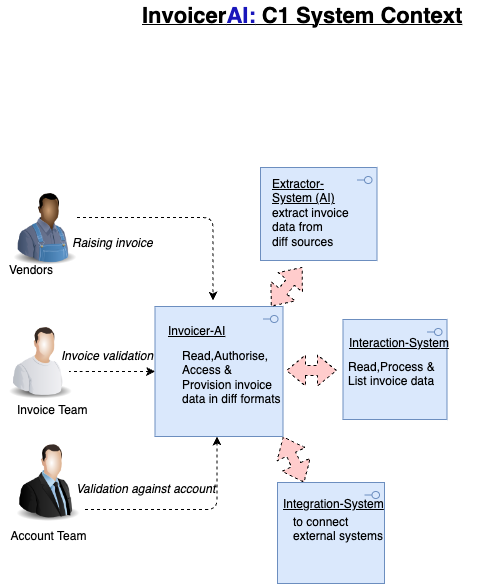 InvoicerAI: C1 System Context
Extractor-
System (AI)
extract invoice
data from
diff sources
Raising invoice
Vendors
Invoicer-AI
Read,Authorise,
Access &
Provision invoice
data in diff formats
Interaction-System
Read,Process &
List invoice data
Invoice validation
Invoice Team
Validation against account
Account Team
Integration-System
to connect
external systems